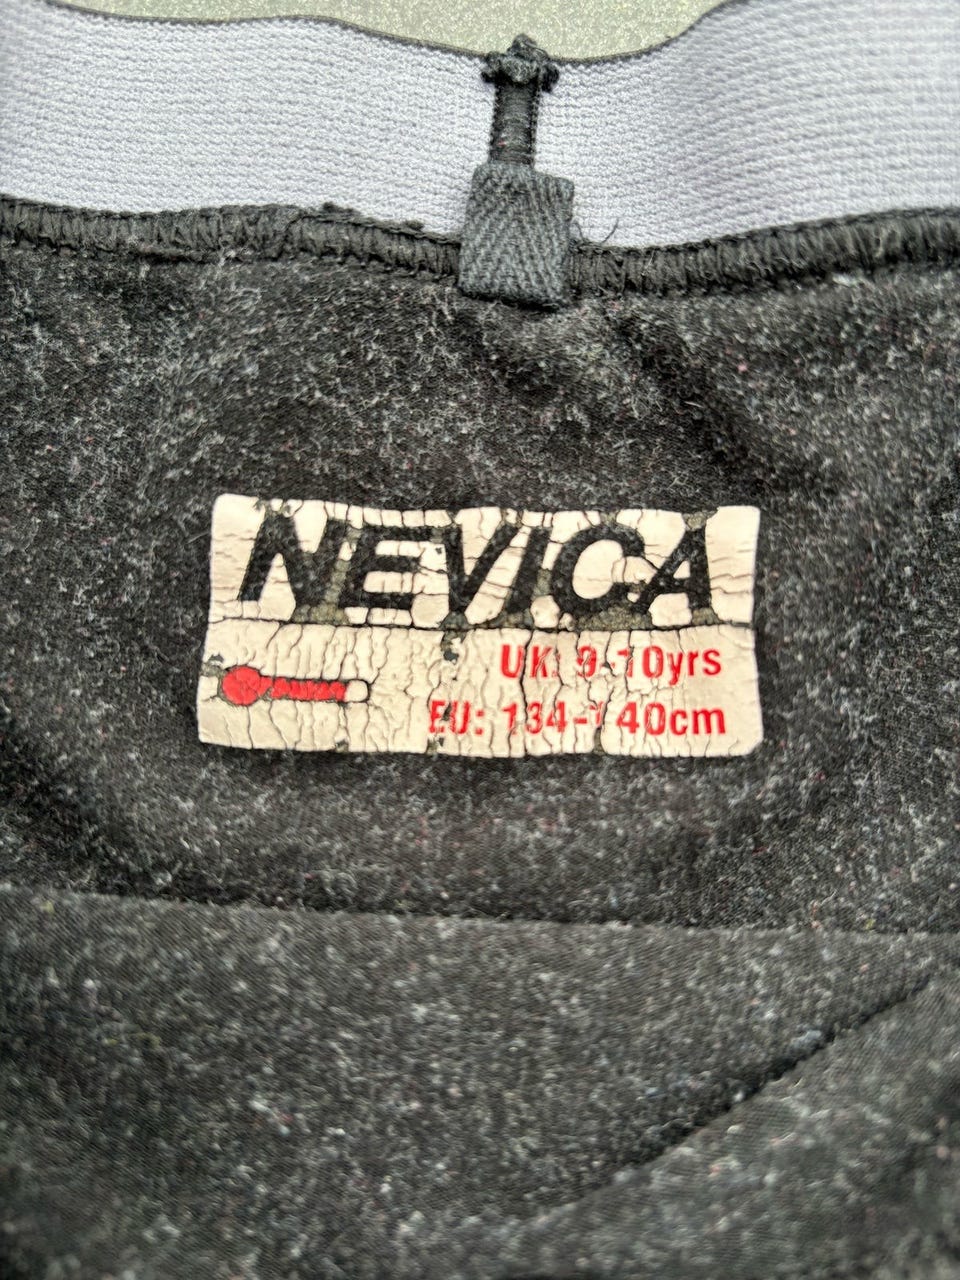 NEVICA
UK: 9-10yrs
EU: 134-140cm